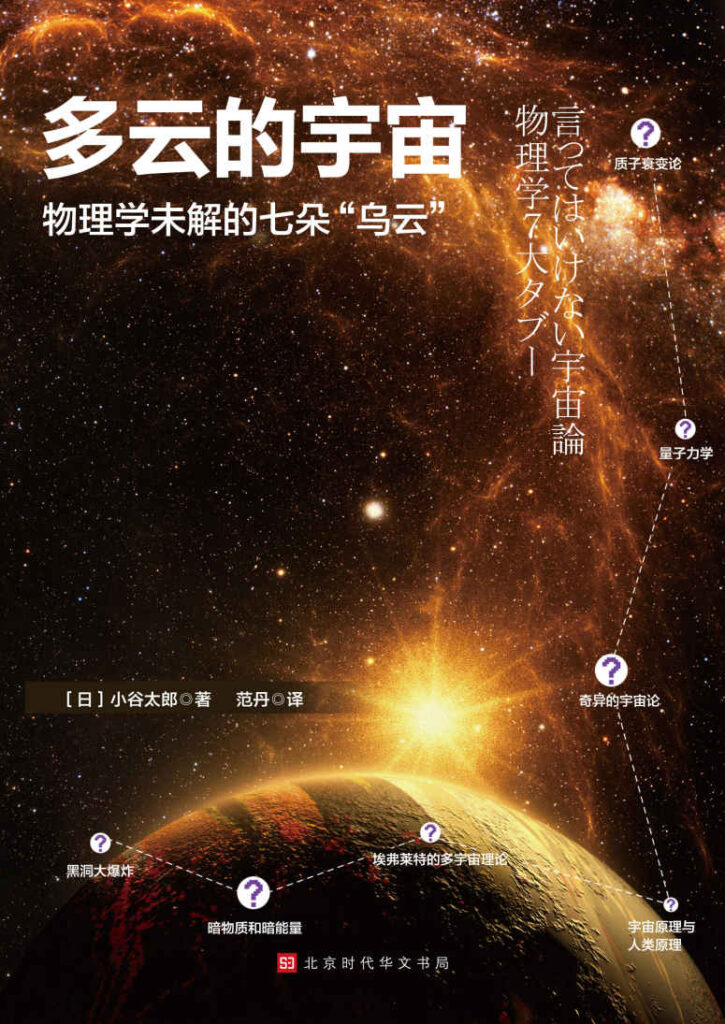 多云的宇宙
物理学未解的七朵“乌云”
言ってはいけない宇宙論
物理学7大タブー
?
质子衰变论
?
量子力学
?
奇异的宇宙论
[日]小谷太郎◎著 范丹◎译
?
黑洞大爆炸
?
暗物质和暗能量
?
埃弗莱特的多宇宙理论
?
宇宙原理与
人类原理
北京时代华文书局